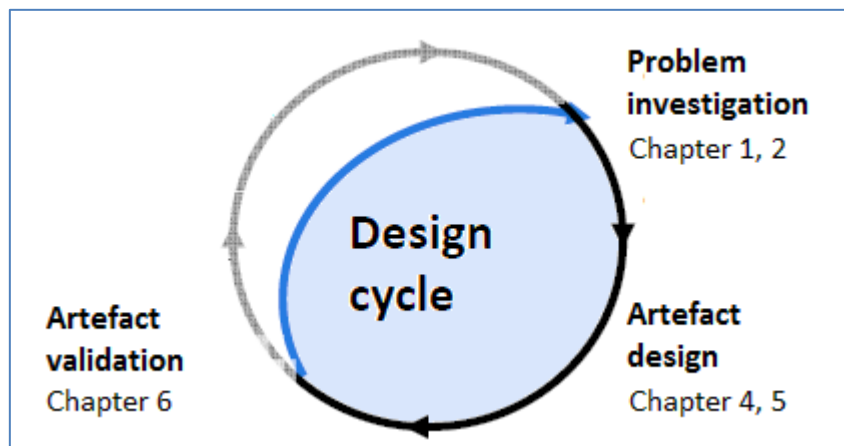 Problem
investigation
Chapter 1, 2
Design
cycle
Artefact
validation
Chapter 6
Artefact
design
Chapter 4, 5